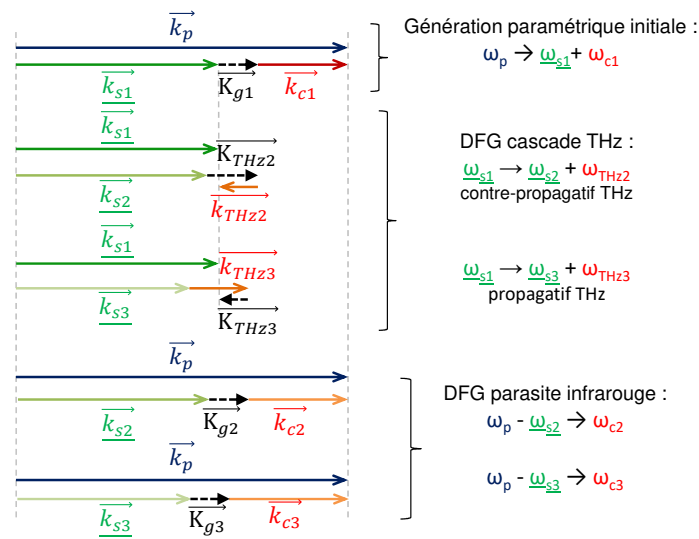 Génération paramétrique initiale :
k_p
ω_p → ω_s1 + ω_c1
k_s1 K_g1 k_c1
k_s1
K_THz2
DFG cascade THz :
ω_s1 → ω_s2 + ω_THz2
contre-propagatif THz
k_s2
k_THz2
k_s1
k_THz3
ω_s1 → ω_s3 + ω_THz3
propagatif THz
k_s3
K_THz3
k_p
DFG parasite infrarouge :
k_s2 K_g2 k_c2
ω_p - ω_s2 → ω_c2
k_p
ω_p - ω_s3 → ω_c3
k_s3 K_g3 k_c3